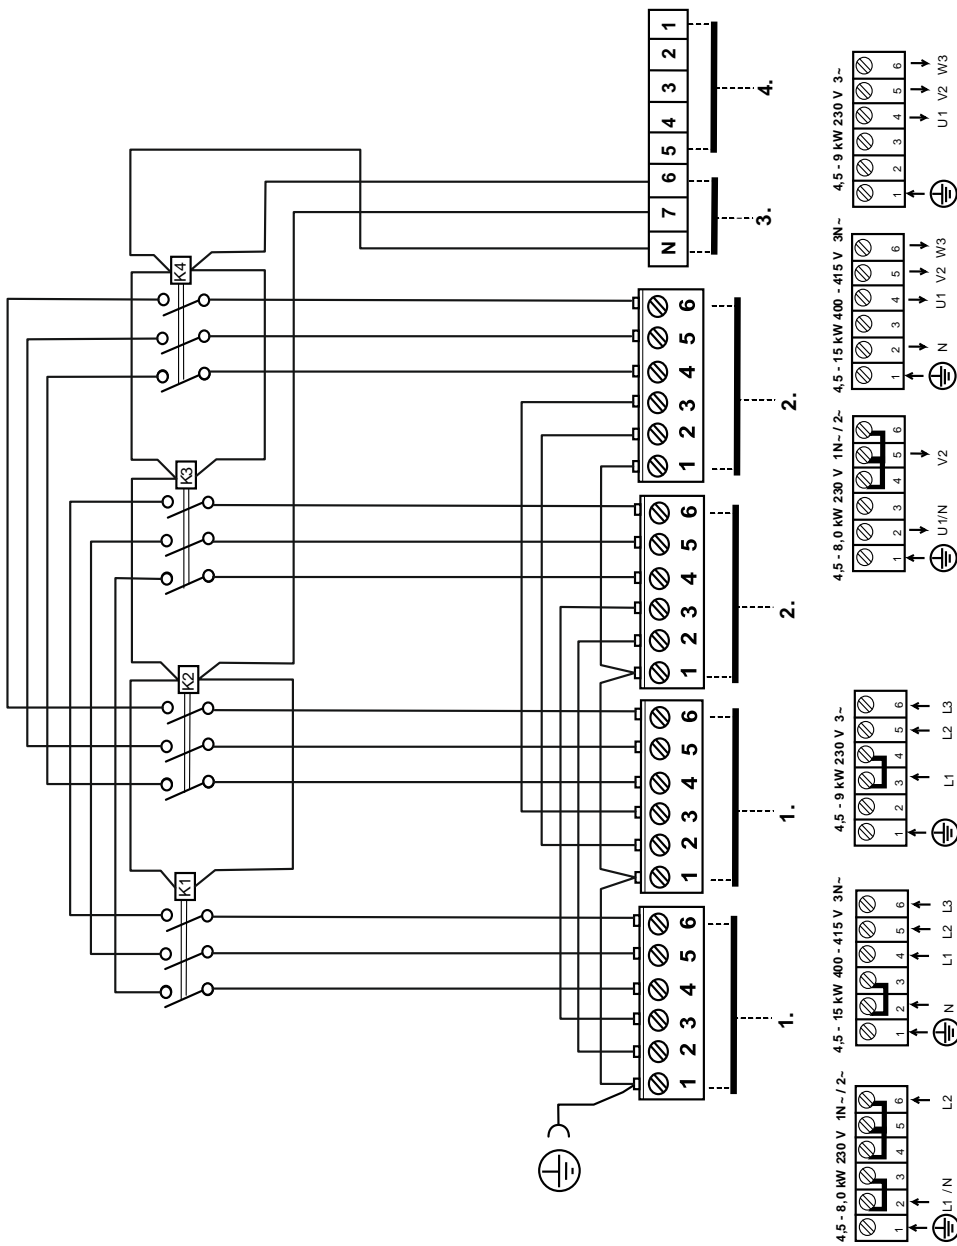 K1
K2
K3
K4
1 2 3 4 5 6
1 2 3 4 5 6
1 2 3 4 5 6
1 2 3 4 5 6
N 7 6 5 4 3 2 1
1.
1.
2.
2.
3.
4.
4,5 - 8,0 kW 230 V 1N~ / 2~
1 2 3 4 5 6
L1 / N L2
4,5 - 15 kW 400 - 415 V 3N~
1 2 3 4 5 6
N L1 L2 L3
4,5 - 9 kW 230 V 3~
1 2 3 4 5 6
L1 L2 L3
4,5 - 8,0 kW 230 V 1N~ / 2~
1 2 3 4 5 6
U1/N V2
4,5 - 15 kW 400 - 415 V 3N~
1 2 3 4 5 6
N U1 V2 W3
4,5 - 9 kW 230 V 3~
1 2 3 4 5 6
U1 V2 W3